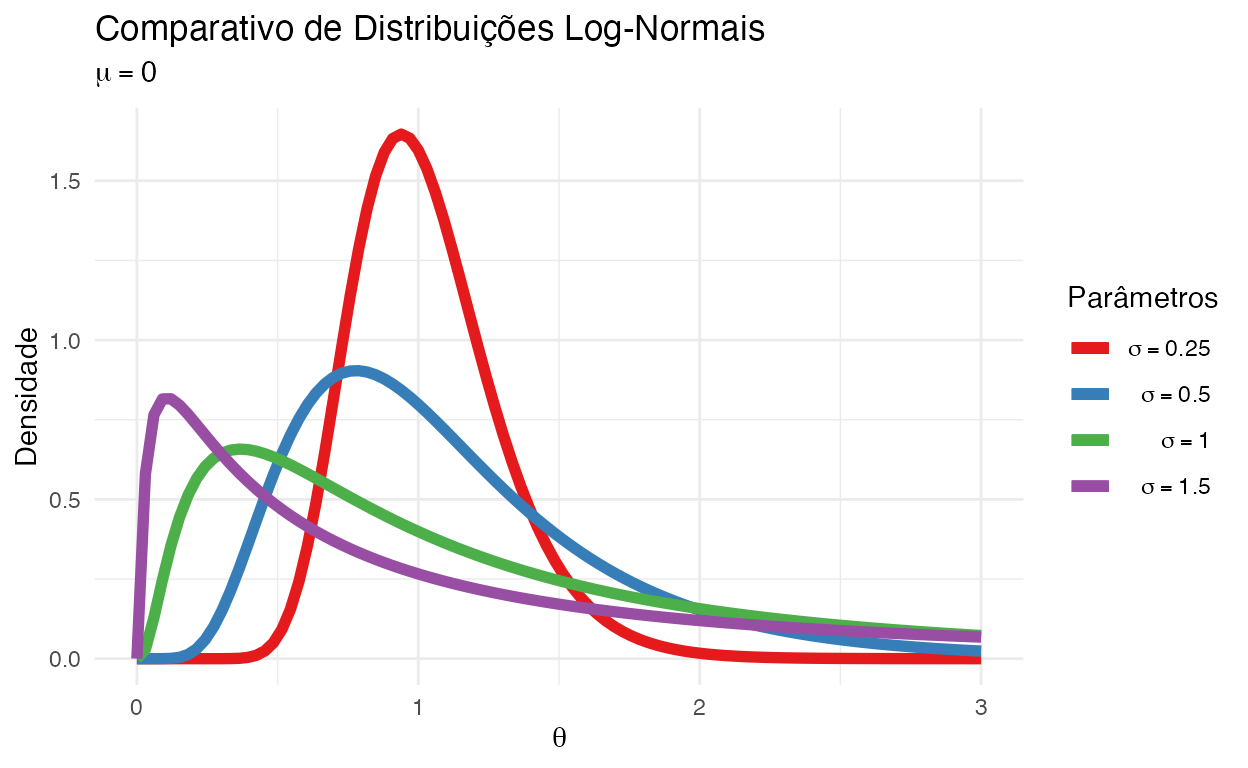 Comparativo de Distribuições Log-Normais
μ = 0
Densidade
1.5
1.0
0.5
0.0
0
1
2
3
θ
Parâmetros
σ = 0.25
σ = 0.5
σ = 1
σ = 1.5